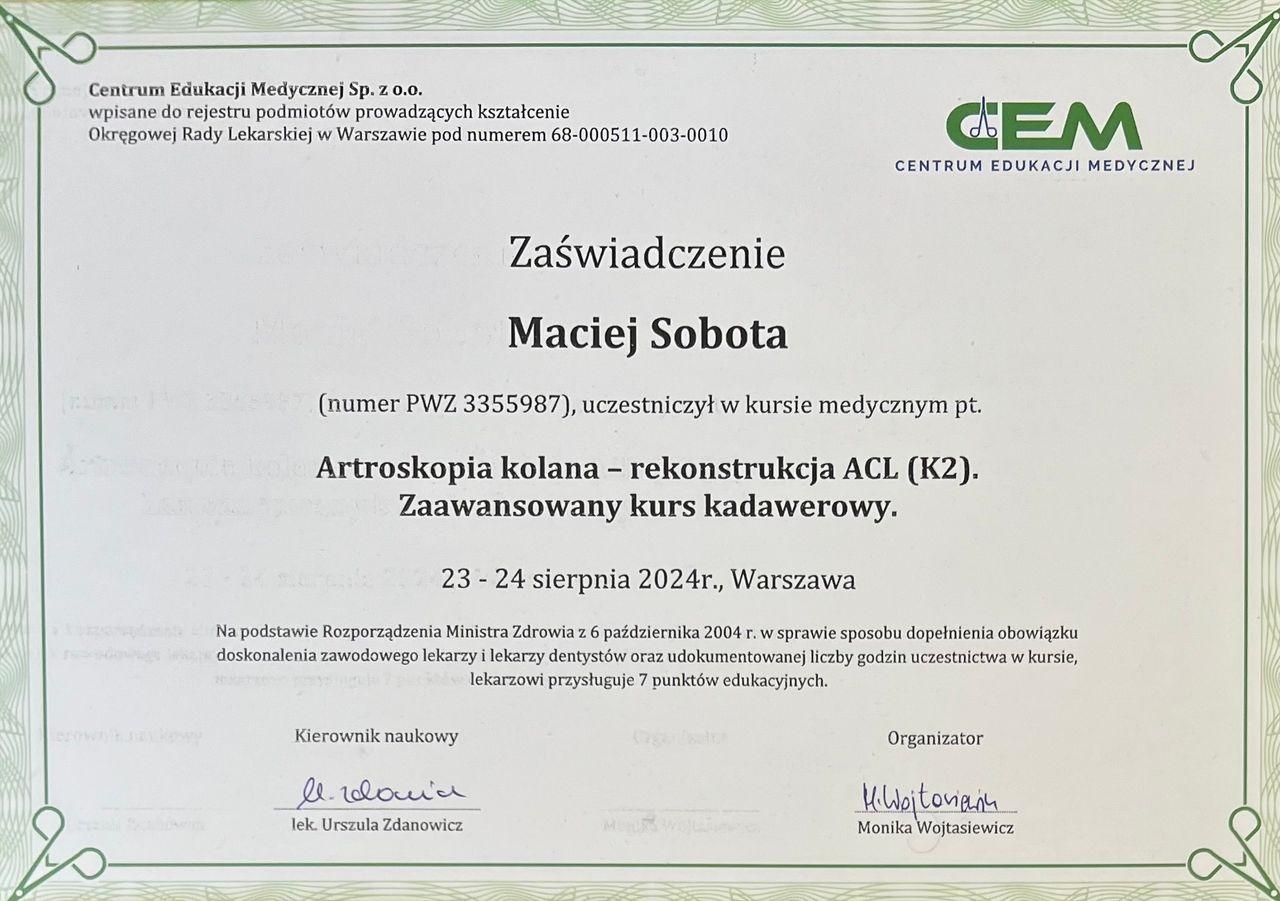 Centrum Edukacji Medycznej Sp. z o.o.
wpisane do rejestru podmiotów prowadzących kształcenie
Okręgowej Rady Lekarskiej w Warszawie pod numerem 68-000511-003-0010
CEM
CENTRUM EDUKACJI MEDYCZNEJ
Zaświadczenie
Maciej Sobota
(numer PWZ 3355987), uczestniczył w kursie medycznym pt.
Artroskopia kolana – rekonstrukcja ACL (K2).
Zaawansowany kurs kadawerowy.
23 - 24 sierpnia 2024r., Warszawa
Na podstawie Rozporządzenia Ministra Zdrowia z 6 października 2004 r. w sprawie sposobu dopełnienia obowiązku
doskonalenia zawodowego lekarzy i lekarzy dentystów oraz udokumentowanej liczby godzin uczestnictwa w kursie,
lekarzowi przysługuje 7 punktów edukacyjnych.
Kierownik naukowy
lek. Urszula Zdanowicz
Organizator
Monika Wojtasiewicz